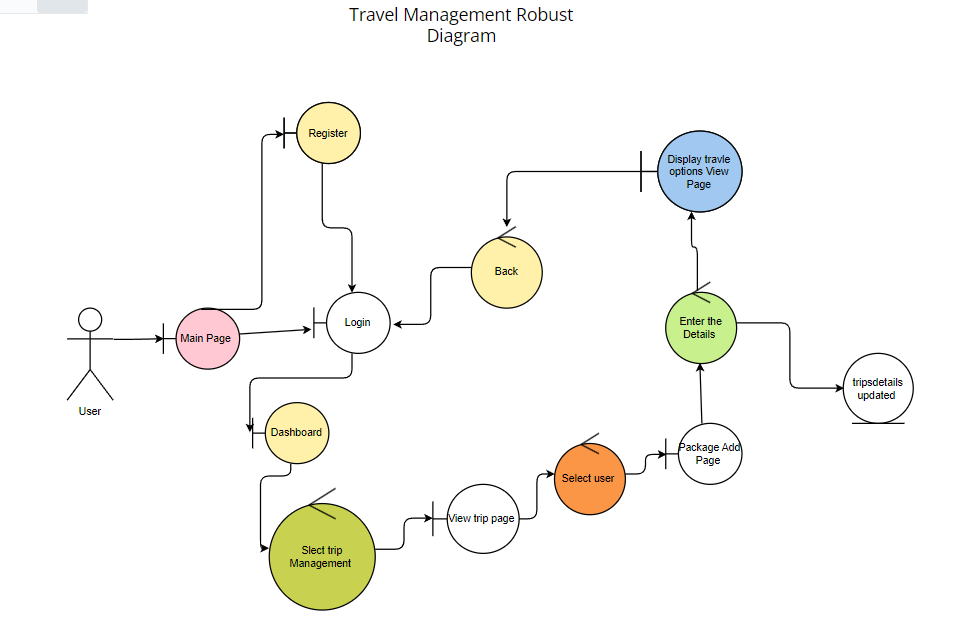 Travel Management Robust
Diagram
Register
Display travle
options View
Page
Back
Login
Enter the
Details
Main Page
User
tripsdetails
updated
Dashboard
Package Add
Page
Select user
View trip page
Slect trip
Management